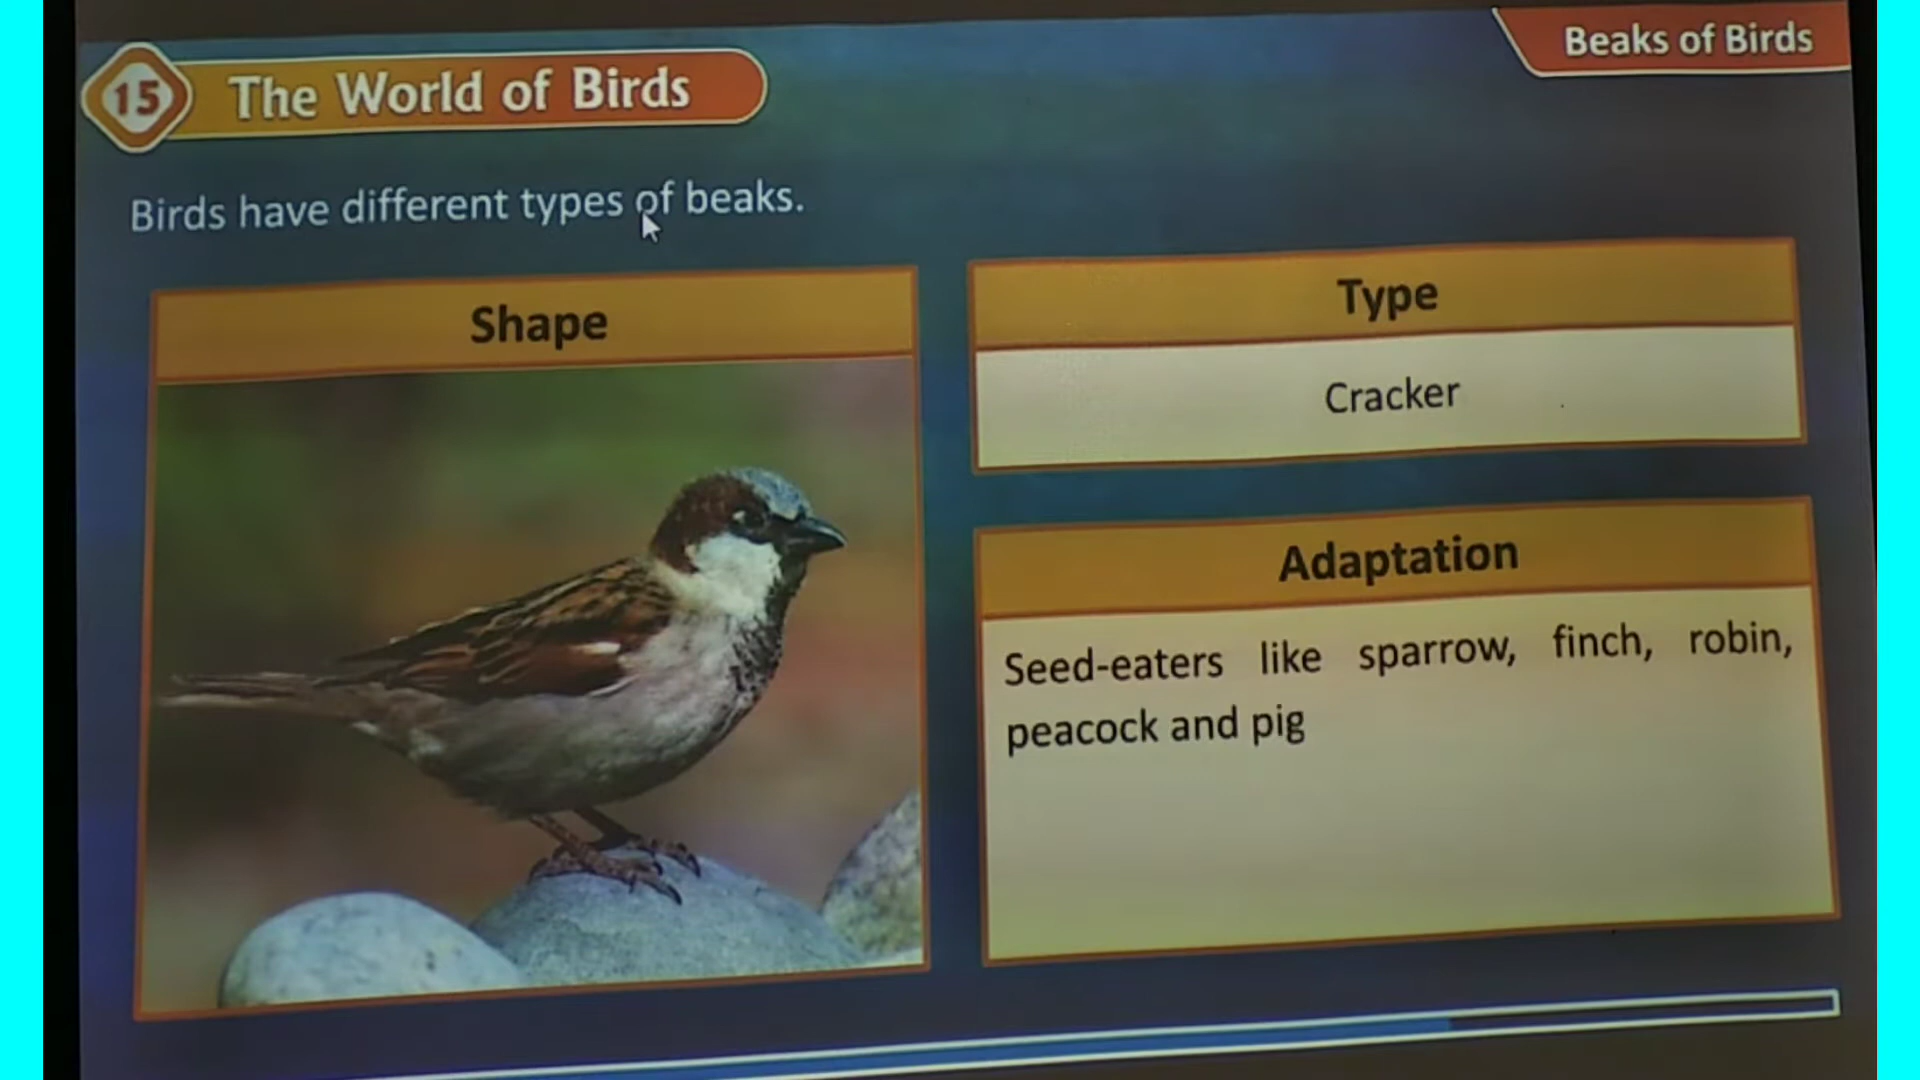 Beaks of Birds
15 The World of Birds
Birds have different types of beaks.
Shape
Type
Cracker
Adaptation
Seed-eaters like sparrow, finch, robin,
peacock and pig